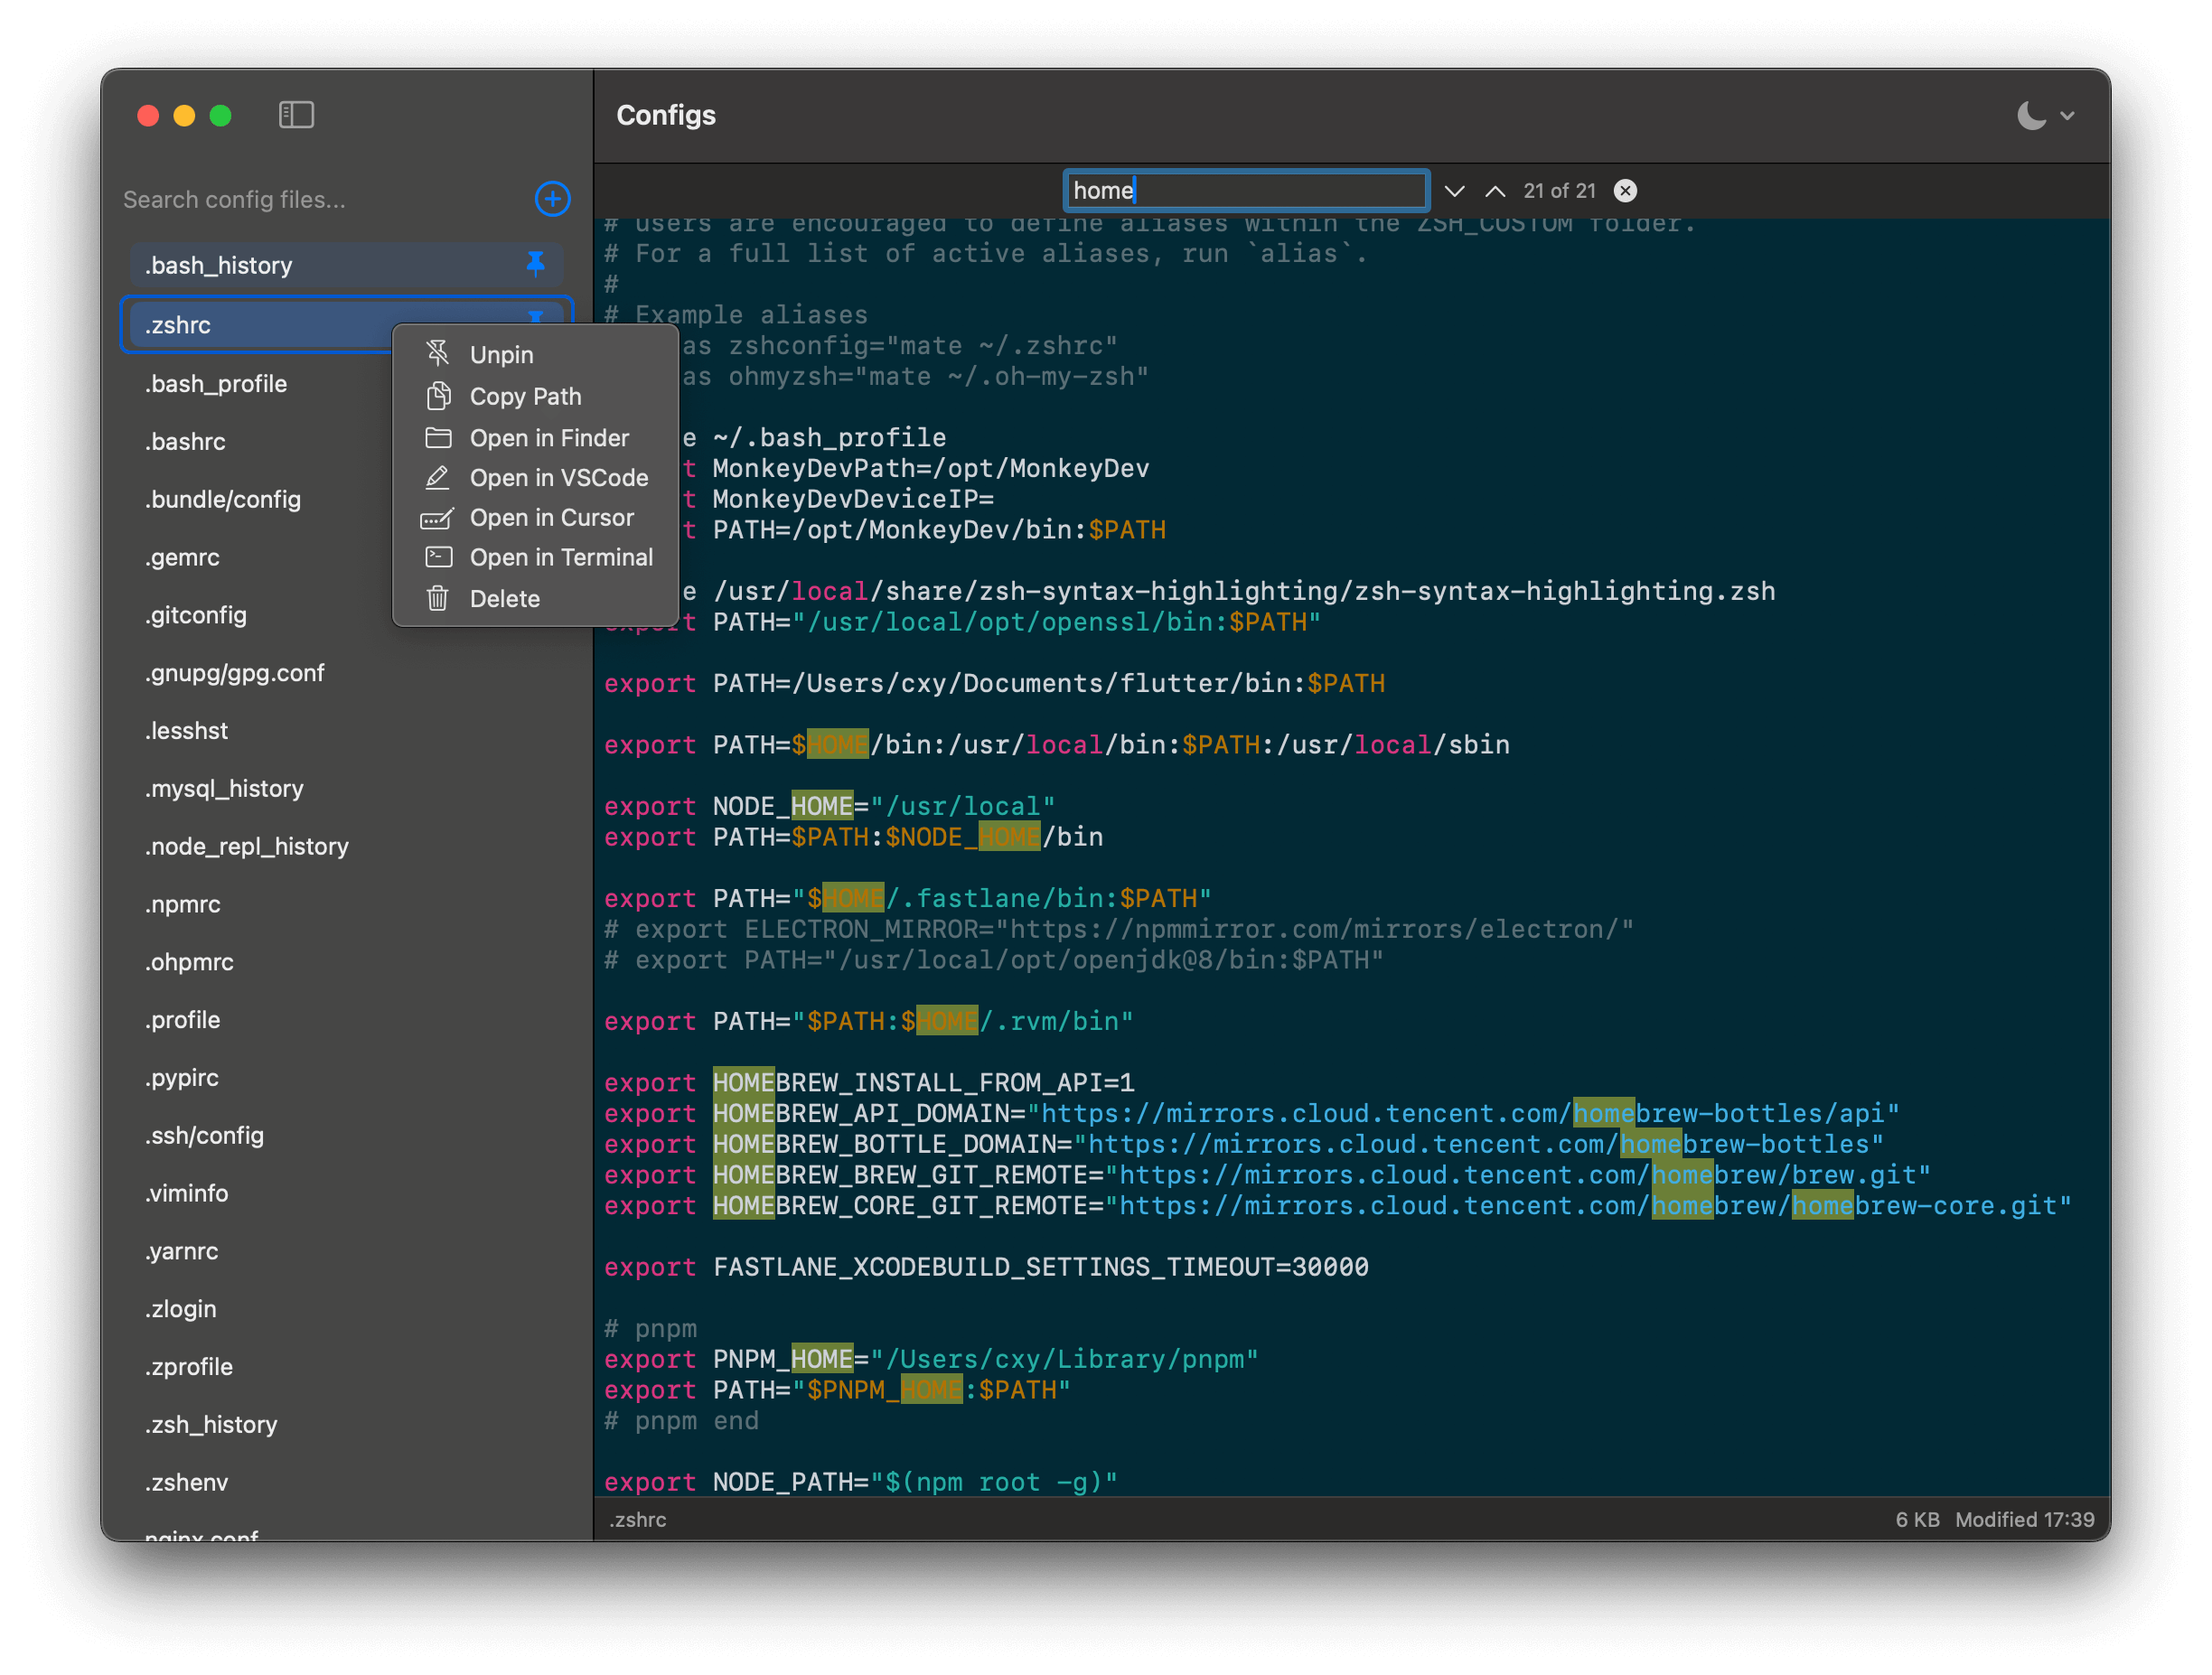 Configs
Search config files...
.bash_history
.zshrc
.bash_profile
.bashrc
.bundle/config
.gemrc
.gitconfig
.gnupg/gpg.conf
.lesshst
.mysql_history
.node_repl_history
.npmrc
.ohpmrc
.profile
.pypirc
.ssh/config
.viminfo
.yarnrc
.zlogin
.zprofile
.zsh_history
.zshenv
nginx.conf
Unpin
Copy Path
Open in Finder
Open in VSCode
Open in Cursor
Open in Terminal
Delete
home
21 of 21
# users are encouraged to define aliases within the ZSH_CUSTOM folder.
# For a full list of active aliases, run `alias`.
#
# Example aliases
as zshconfig="mate ~/.zshrc"
as ohmyzsh="mate ~/.oh-my-zsh"
e ~/.bash_profile
t MonkeyDevPath=/opt/MonkeyDev
t MonkeyDevDeviceIP=
t PATH=/opt/MonkeyDev/bin:$PATH
e /usr/local/share/zsh-syntax-highlighting/zsh-syntax-highlighting.zsh
export PATH="/usr/local/opt/openssl/bin:$PATH"
export PATH=/Users/cxy/Documents/flutter/bin:$PATH
export PATH=$HOME/bin:/usr/local/bin:$PATH:/usr/local/sbin
export NODE_HOME="/usr/local"
export PATH=$PATH:$NODE_HOME/bin
export PATH="$HOME/.fastlane/bin:$PATH"
# export ELECTRON_MIRROR="https://npmmirror.com/mirrors/electron/"
# export PATH="/usr/local/opt/openjdk@8/bin:$PATH"
export PATH="$PATH:$HOME/.rvm/bin"
export HOMEBREW_INSTALL_FROM_API=1
export HOMEBREW_API_DOMAIN="https://mirrors.cloud.tencent.com/homebrew-bottles/api"
export HOMEBREW_BOTTLE_DOMAIN="https://mirrors.cloud.tencent.com/homebrew-bottles"
export HOMEBREW_BREW_GIT_REMOTE="https://mirrors.cloud.tencent.com/homebrew/brew.git"
export HOMEBREW_CORE_GIT_REMOTE="https://mirrors.cloud.tencent.com/homebrew/homebrew-core.git"
export FASTLANE_XCODEBUILD_SETTINGS_TIMEOUT=30000
# pnpm
export PNPM_HOME="/Users/cxy/Library/pnpm"
export PATH="$PNPM_HOME:$PATH"
# pnpm end
export NODE_PATH="$(npm root -g)"
.zshrc
6 KB Modified 17:39